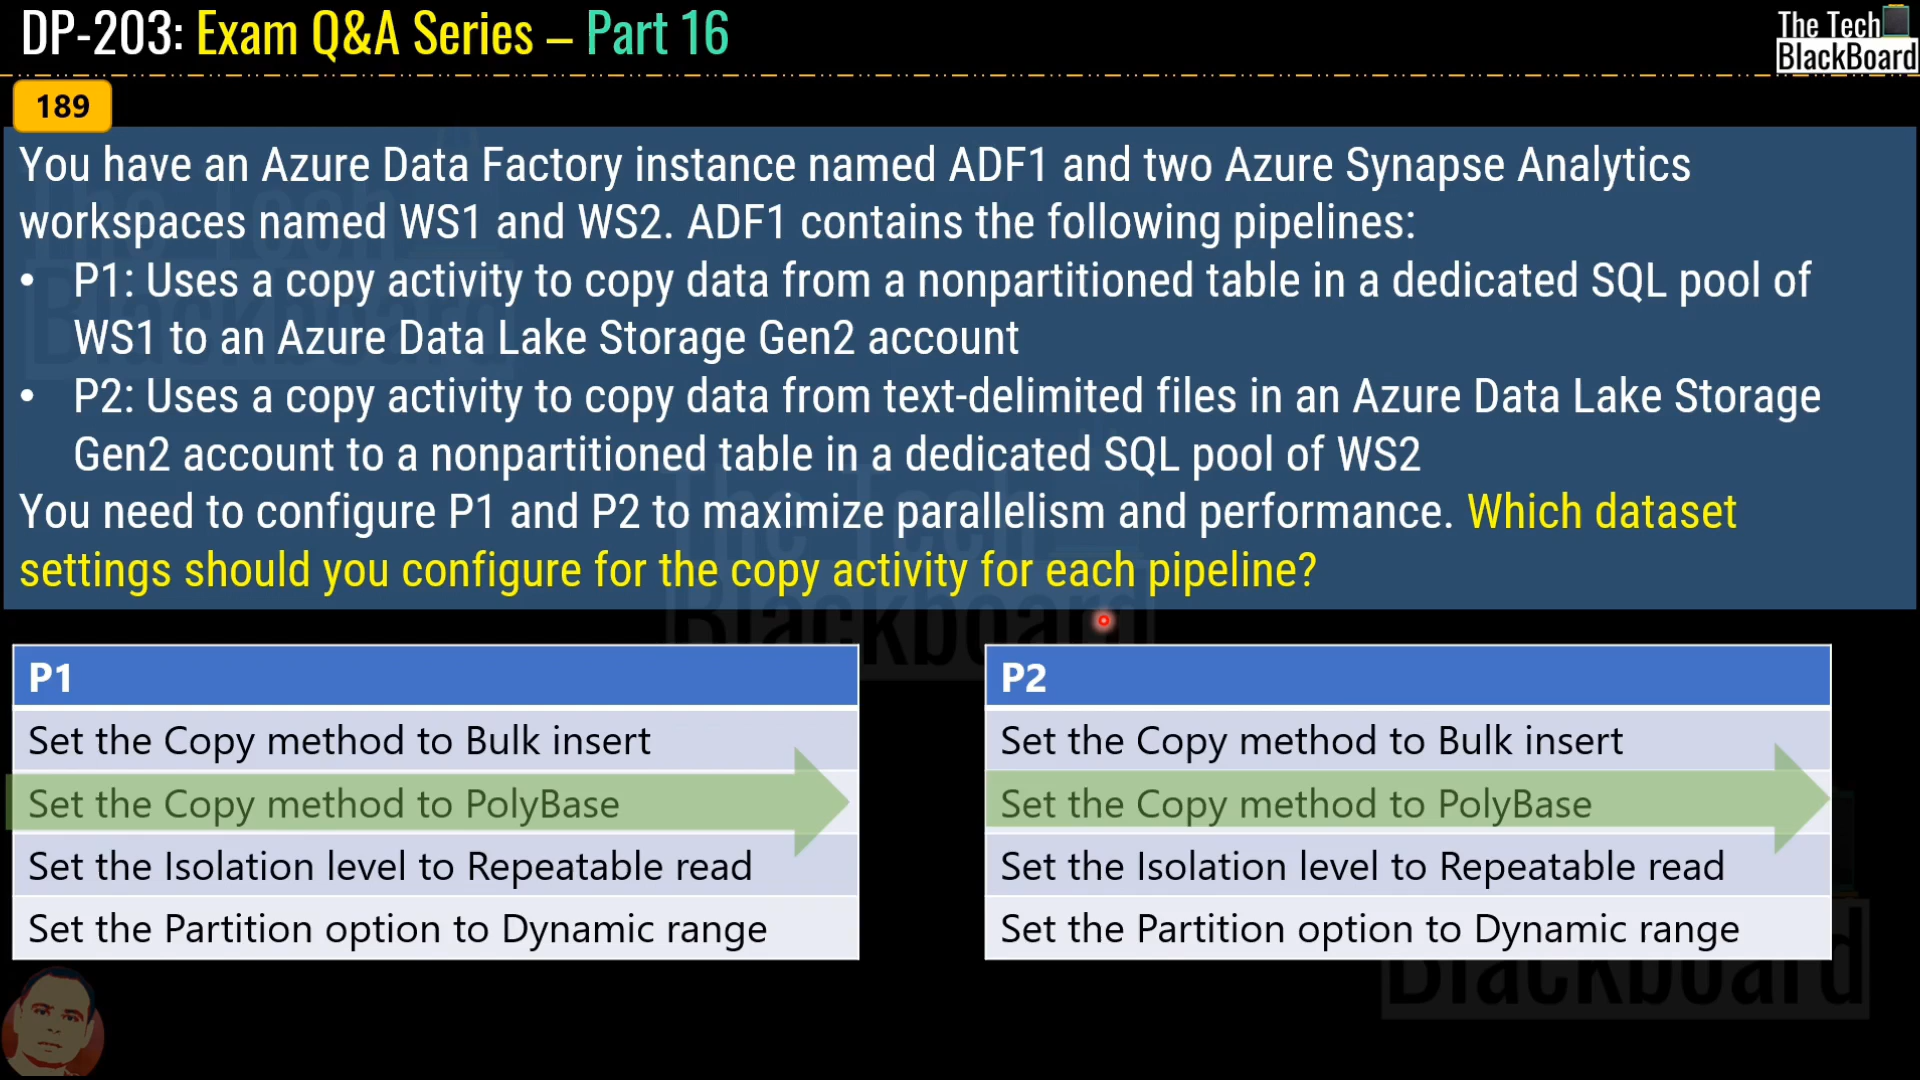 DP-203: Exam Q&A Series – Part 16
The Tech
BlackBoard
189
You have an Azure Data Factory instance named ADF1 and two Azure Synapse Analytics
workspaces named WS1 and WS2. ADF1 contains the following pipelines:
• P1: Uses a copy activity to copy data from a nonpartitioned table in a dedicated SQL pool of
WS1 to an Azure Data Lake Storage Gen2 account
• P2: Uses a copy activity to copy data from text-delimited files in an Azure Data Lake Storage
Gen2 account to a nonpartitioned table in a dedicated SQL pool of WS2
You need to configure P1 and P2 to maximize parallelism and performance. Which dataset
settings should you configure for the copy activity for each pipeline?
The Tech
Blackboard
The Tech
Blackboard
P1
Set the Copy method to Bulk insert
Set the Copy method to PolyBase
Set the Isolation level to Repeatable read
Set the Partition option to Dynamic range
P2
Set the Copy method to Bulk insert
Set the Copy method to PolyBase
Set the Isolation level to Repeatable read
Set the Partition option to Dynamic range
Blackboard